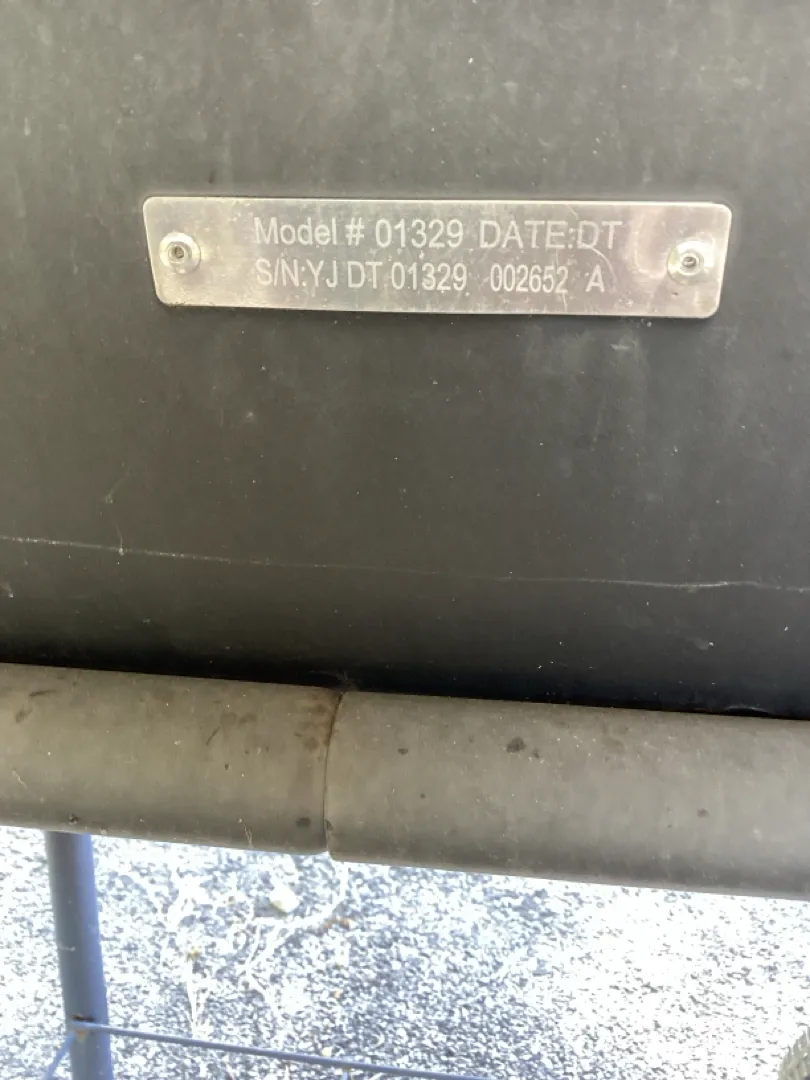 Model # 01329 DATE:DT
S/N:YJ DT 01329 002652 A